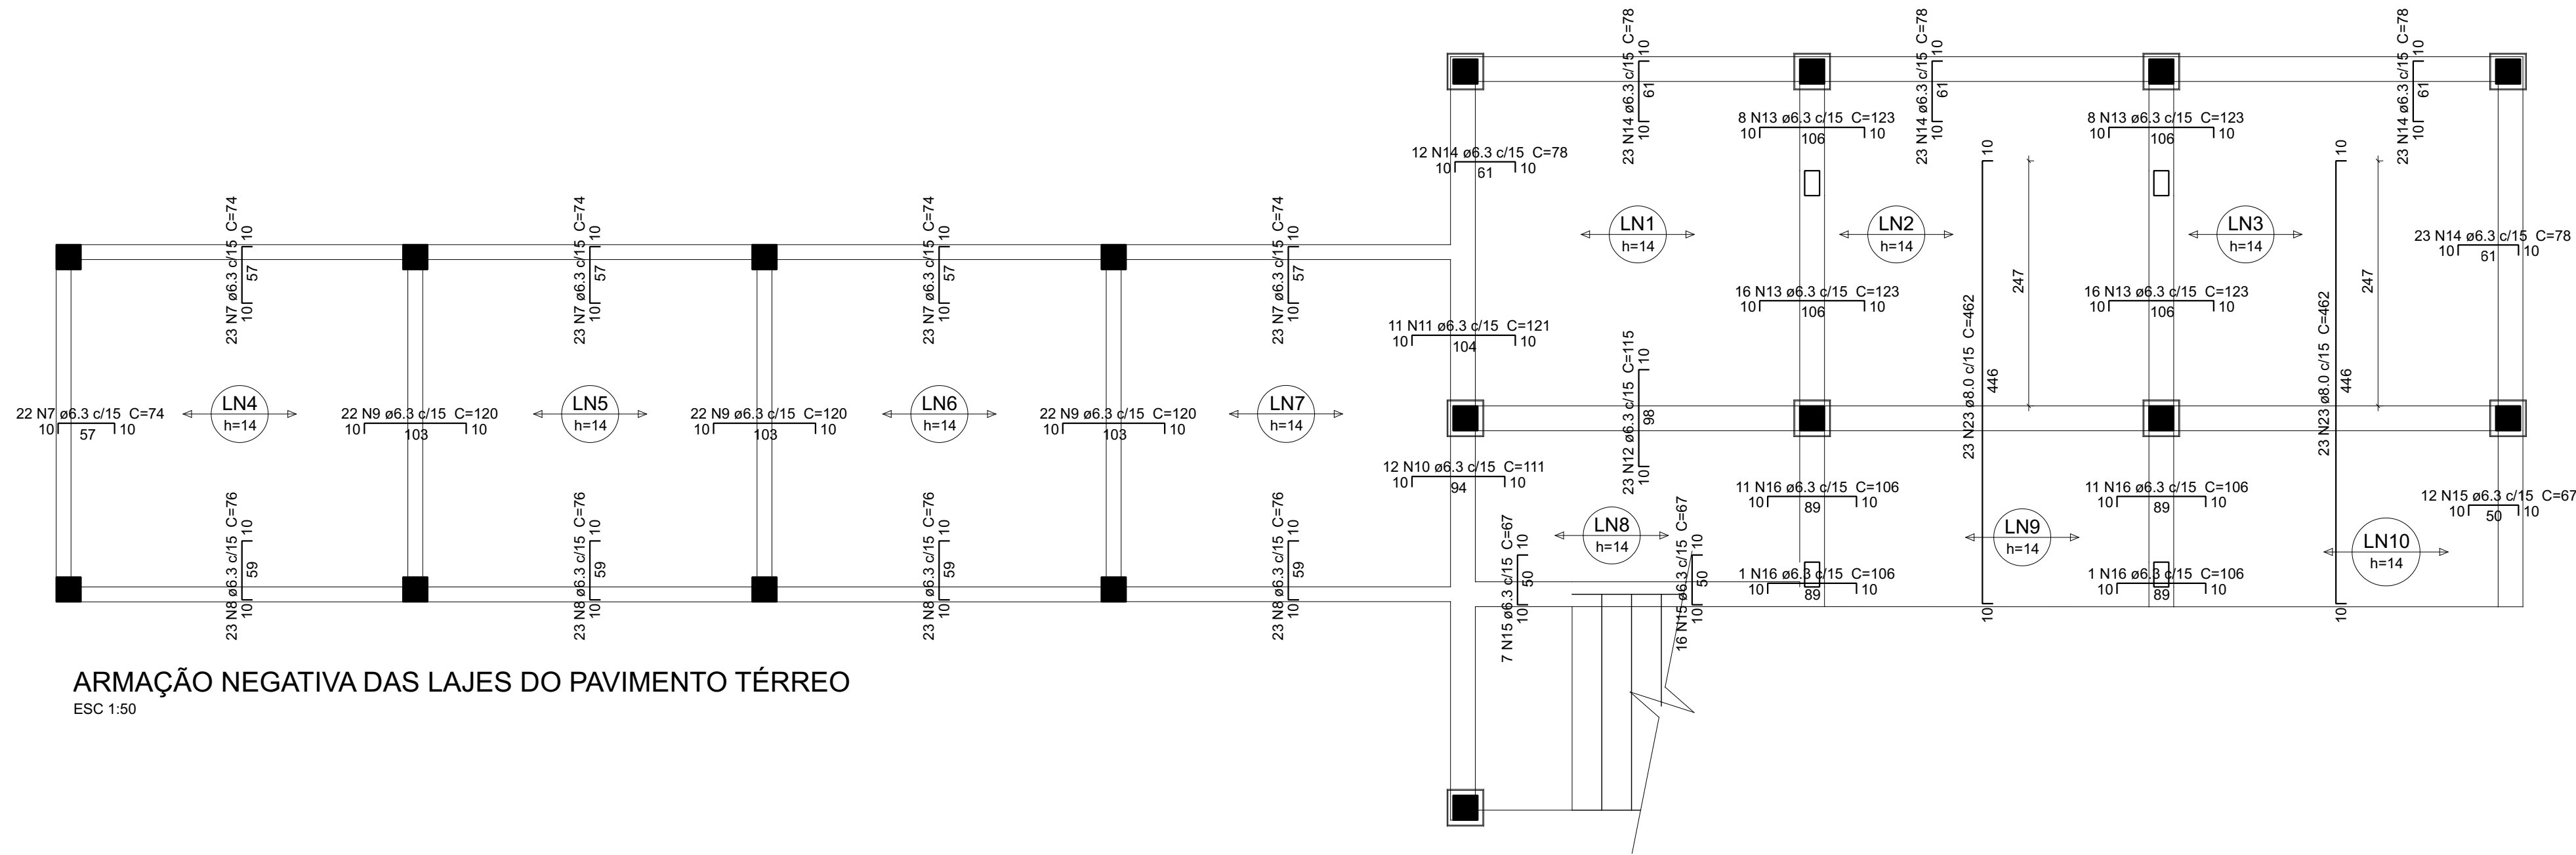 23 N14 ø6.3 c/15 C=78
10
61
10
23 N14 ø6.3 c/15 C=78
10
61
10
23 N14 ø6.3 c/15 C=78
10
61
10
8 N13 ø6.3 c/15 C=123
10 106 10
8 N13 ø6.3 c/15 C=123
10 106 10
12 N14 ø6.3 c/15 C=78
10 61 10
LN1
h=14
LN2
h=14
LN3
h=14
23 N14 ø6.3 c/15 C=78
10 61 10
23 N7 ø6.3 c/15 C=74
10
57
10
23 N7 ø6.3 c/15 C=74
10
57
10
23 N7 ø6.3 c/15 C=74
10
57
10
23 N7 ø6.3 c/15 C=74
10
57
10
16 N13 ø6.3 c/15 C=123
10 106 10
16 N13 ø6.3 c/15 C=123
10 106 10
11 N11 ø6.3 c/15 C=121
10 104 10
23 N12 ø6.3 c/15 C=115
10
98
10
23 N23 ø8.0 c/15 C=462
10
446
10
247
23 N23 ø8.0 c/15 C=462
10
446
10
247
22 N7 ø6.3 c/15 C=74
10 57 10
LN4
h=14
22 N9 ø6.3 c/15 C=120
10 103 10
LN5
h=14
22 N9 ø6.3 c/15 C=120
10 103 10
LN6
h=14
22 N9 ø6.3 c/15 C=120
10 103 10
LN7
h=14
12 N10 ø6.3 c/15 C=111
10 94 10
11 N16 ø6.3 c/15 C=106
10 89 10
11 N16 ø6.3 c/15 C=106
10 89 10
12 N15 ø6.3 c/15 C=67
10 50 10
23 N8 ø6.3 c/15 C=76
10
59
10
23 N8 ø6.3 c/15 C=76
10
59
10
23 N8 ø6.3 c/15 C=76
10
59
10
23 N8 ø6.3 c/15 C=76
10
59
10
7 N15 ø6.3 c/15 C=67
10
50
10
LN8
h=14
16 N15 ø6.3 c/15 C=67
10
50
10
LN9
h=14
LN10
h=14
1 N16 ø6.3 c/15 C=106
10 89 10
1 N16 ø6.3 c/15 C=106
10 89 10
ARMAÇÃO NEGATIVA DAS LAJES DO PAVIMENTO TÉRREO
ESC 1:50